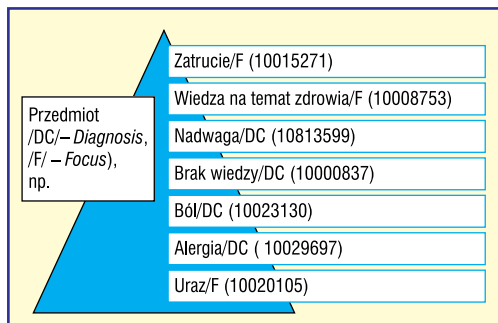 Przedmiot
/DC/– Diagnosis,
/F/ – Focus),
np.
Zatrucie/F (10015271)
Wiedza na temat zdrowia/F (10008753)
Nadwaga/DC (10813599)
Brak wiedzy/DC (10000837)
Ból/DC (10023130)
Alergia/DC ( 10029697)
Uraz/F (10020105)